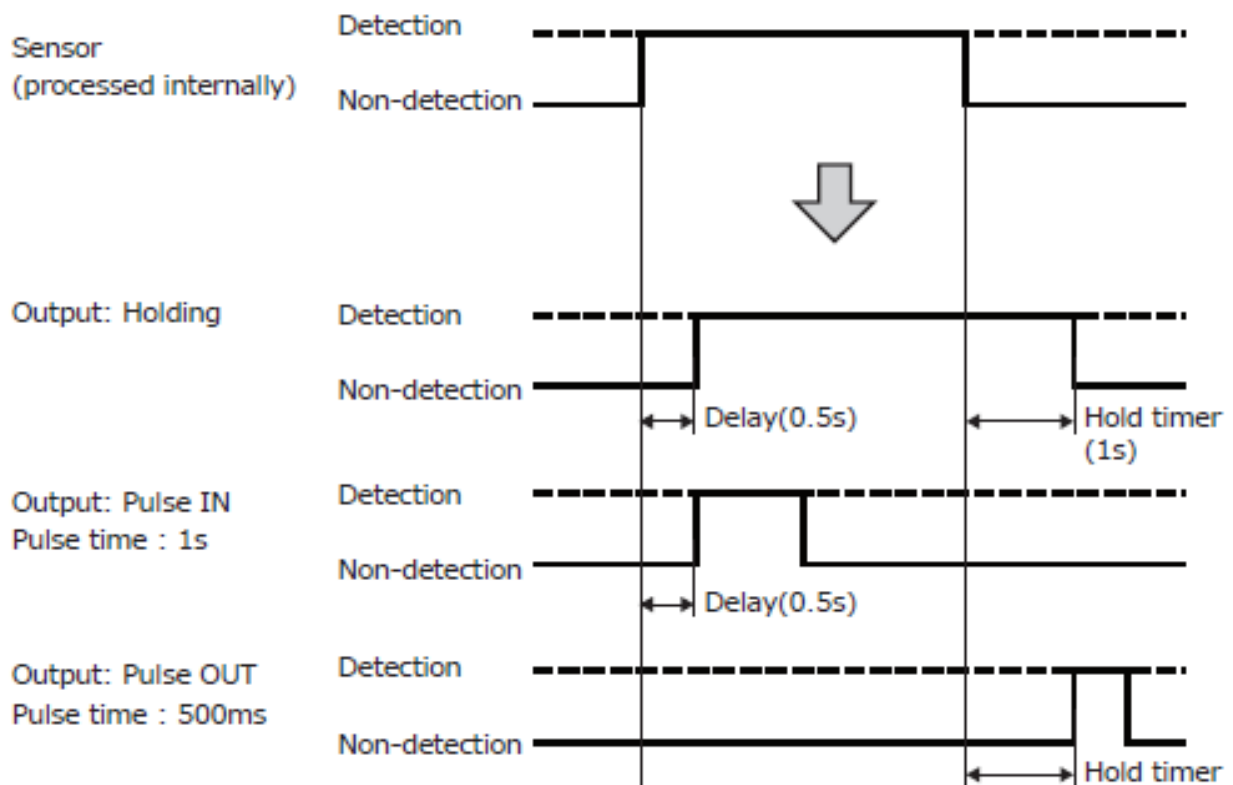 Sensor
(processed internally)
Detection
Non-detection
Output: Holding
Detection
Non-detection
Delay(0.5s)
Hold timer
(1s)
Output: Pulse IN
Pulse time : 1s
Detection
Non-detection
Delay(0.5s)
Output: Pulse OUT
Pulse time : 500ms
Detection
Non-detection
Hold timer